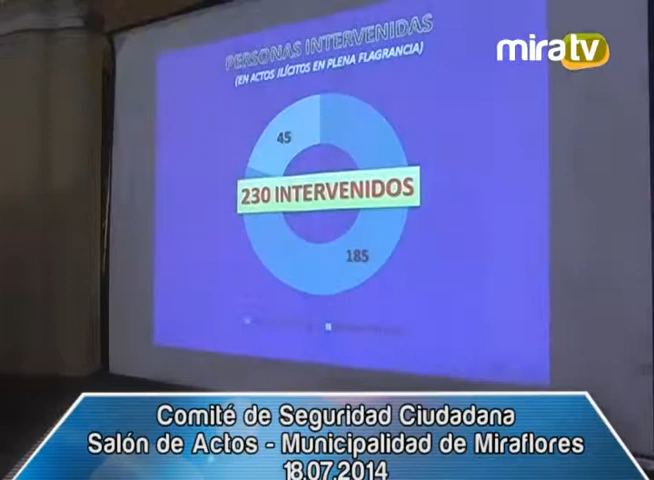 miratv
PERSONAS INTERVENIDAS
(EN ACTOS ILÍCITOS EN PLENA FLAGRANCIA)
45
230 INTERVENIDOS
185
Comité de Seguridad Ciudadana
Salón de Actos - Municipalidad de Miraflores
18.07.2014